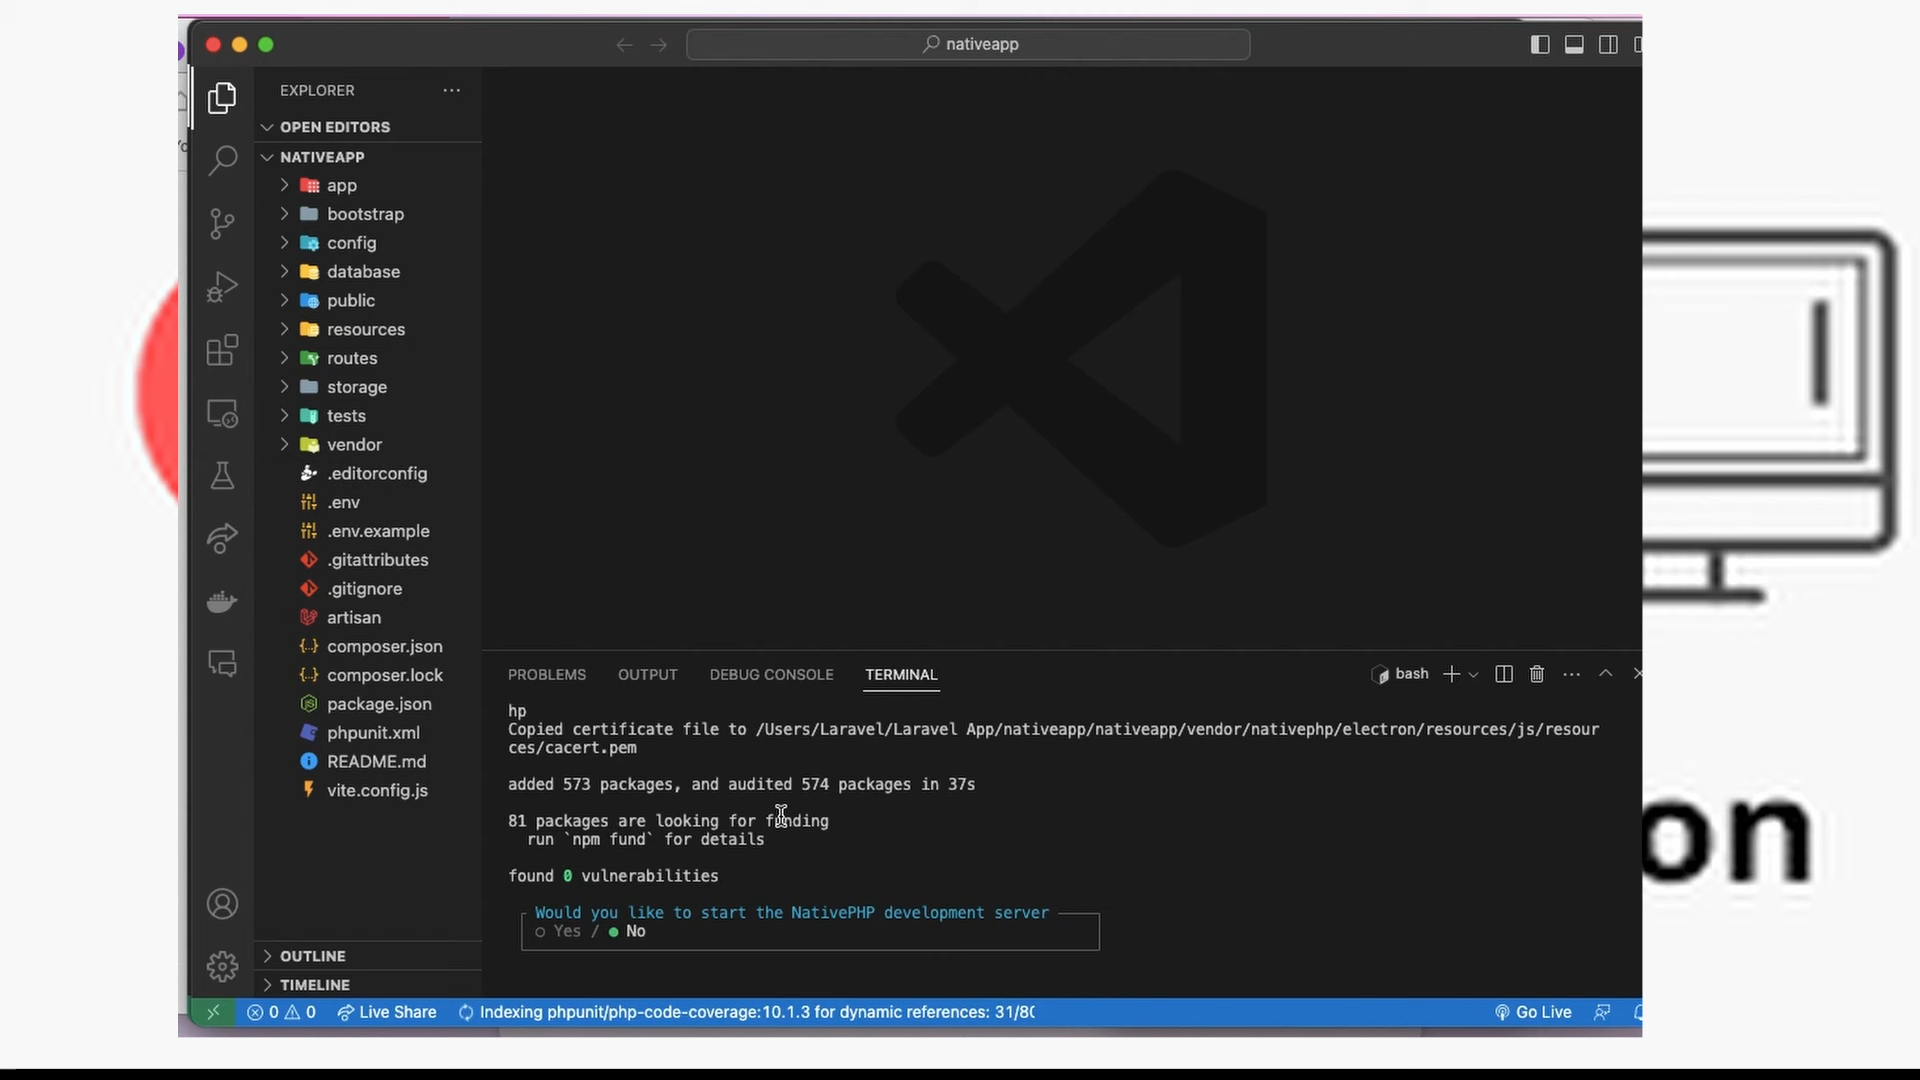 nativeapp
EXPLORER
OPEN EDITORS
NATIVEAPP
app
bootstrap
config
database
public
resources
routes
storage
tests
vendor
.editorconfig
.env
.env.example
.gitattributes
.gitignore
artisan
composer.json
composer.lock
package.json
phpunit.xml
README.md
vite.config.js
OUTLINE
TIMELINE
PROBLEMS OUTPUT DEBUG CONSOLE TERMINAL bash
hp
Copied certificate file to /Users/Laravel/Laravel App/nativeapp/nativeapp/vendor/nativephp/electron/resources/js/resour
ces/cacert.pem
added 573 packages, and audited 574 packages in 37s
81 packages are looking for funding
run `npm fund` for details
found 0 vulnerabilities
Would you like to start the NativePHP development server
Yes / No
0 0 Live Share Indexing phpunit/php-code-coverage:10.1.3 for dynamic references: 31/80 Go Live
on